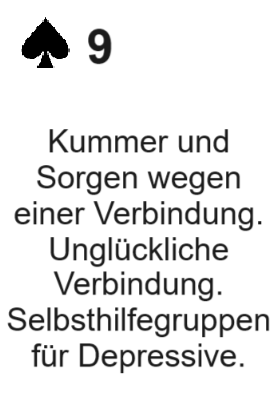 ♠ 9
Kummer und
Sorgen wegen
einer Verbindung.
Unglückliche
Verbindung.
Selbsthilfegruppen
für Depressive.